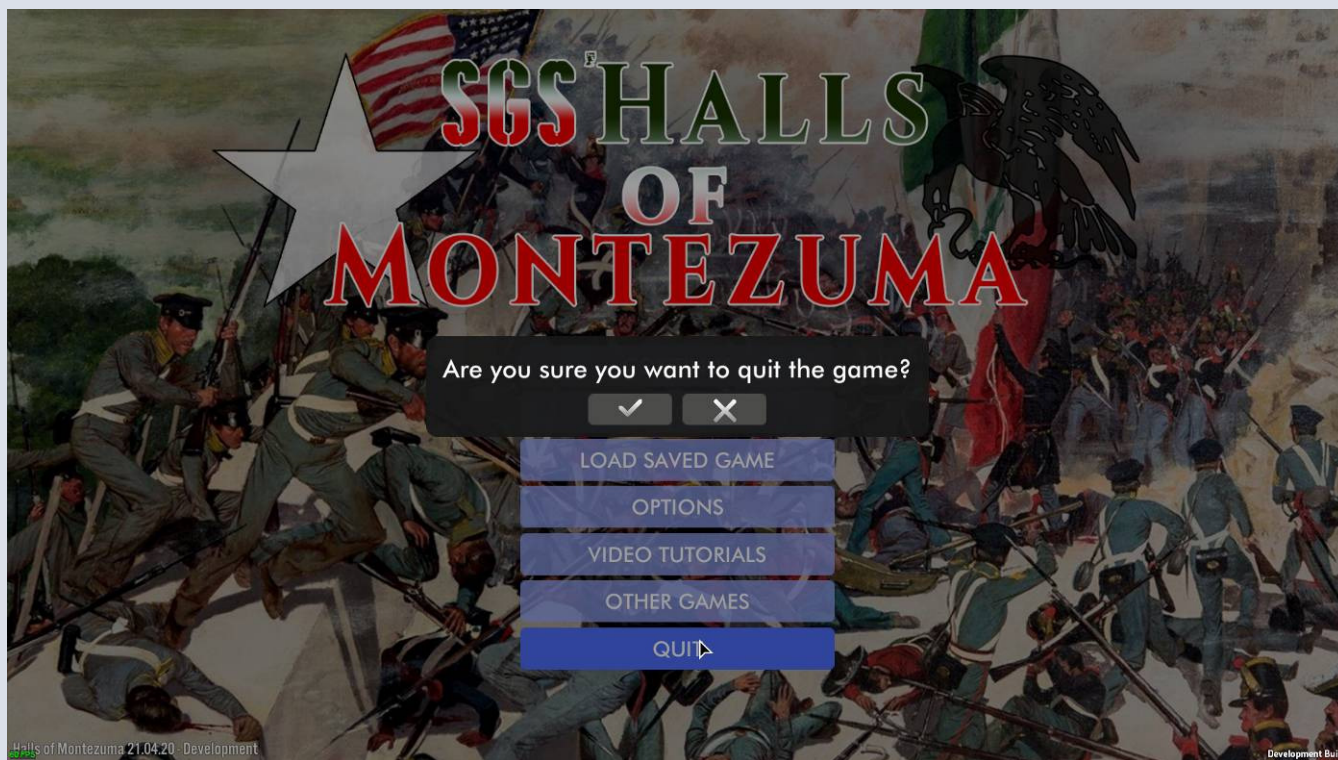 SGS HALLS
OF
MONTEZUMA
Are you sure you want to quit the game?
LOAD SAVED GAME
OPTIONS
VIDEO TUTORIALS
OTHER GAMES
QUIT
Halls of Montezuma 21.04.20 - Development
Development